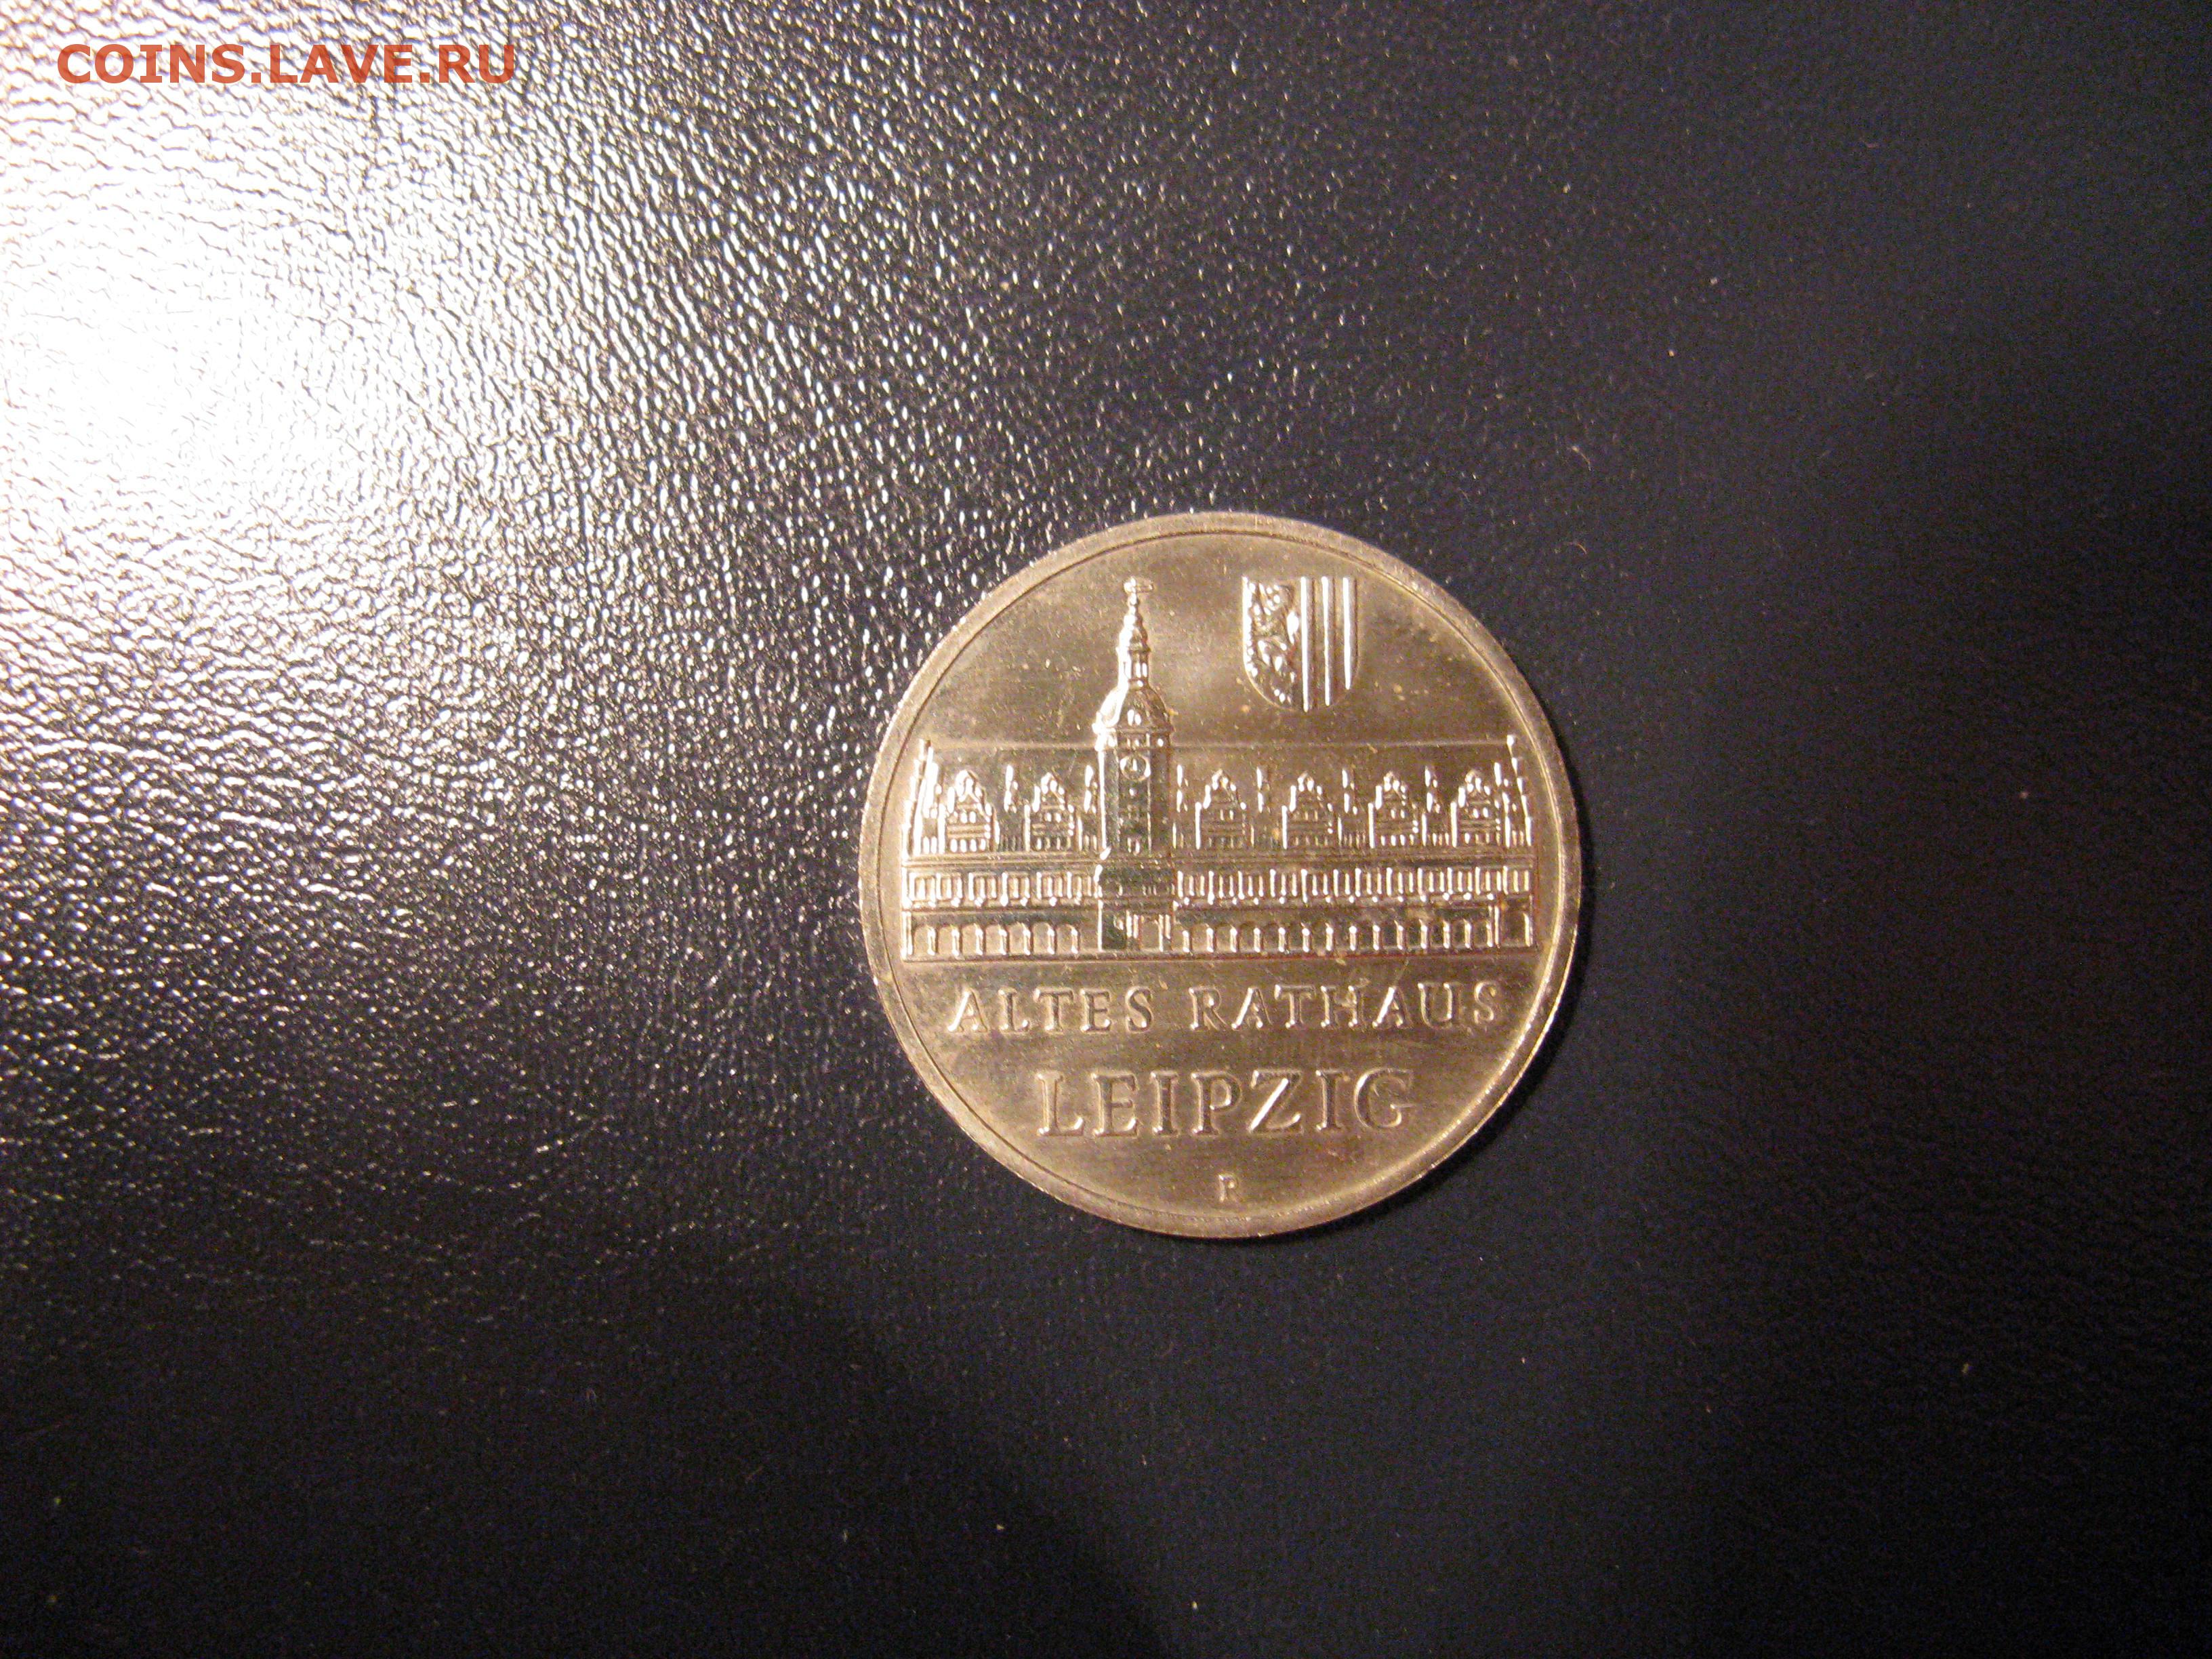 COINS.LAVE.RU
ALTES RATHAUS
LEIPZIG
R